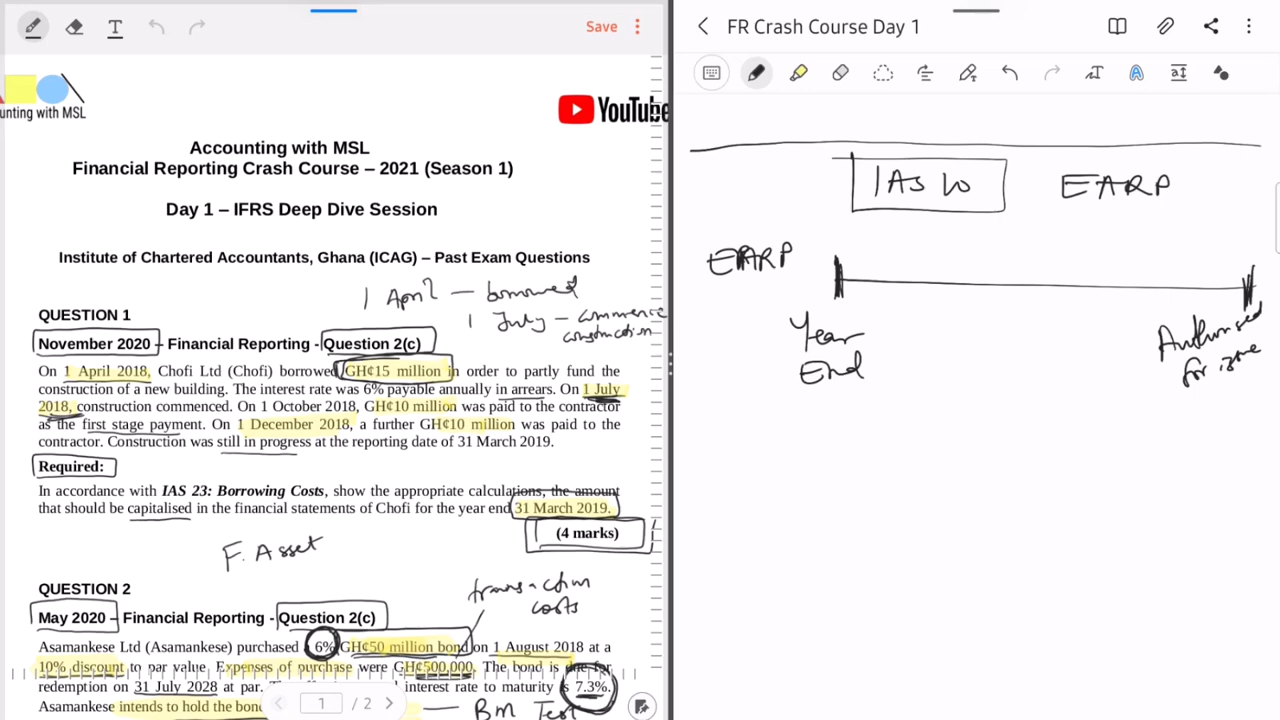 Save
FR Crash Course Day 1
unting with MSL
YouTube
Accounting with MSL
Financial Reporting Crash Course – 2021 (Season 1)
Day 1 – IFRS Deep Dive Session
Institute of Chartered Accountants, Ghana (ICAG) – Past Exam Questions
1 April – borrowed
QUESTION 1
1 July – commence
construction
November 2020 – Financial Reporting - Question 2(c)
On 1 April 2018, Chofi Ltd (Chofi) borrowed GH¢15 million in order to partly fund the
construction of a new building. The interest rate was 6% payable annually in arrears. On 1 July
2018, construction commenced. On 1 October 2018, GH¢10 million was paid to the contractor
as the first stage payment. On 1 December 2018, a further GH¢10 million was paid to the
contractor. Construction was still in progress at the reporting date of 31 March 2019.
Required:
In accordance with IAS 23: Borrowing Costs, show the appropriate calculations, the amount
that should be capitalised in the financial statements of Chofi for the year end 31 March 2019.
(4 marks)
F. Asset
transaction
costs
QUESTION 2
May 2020 – Financial Reporting - Question 2(c)
Asamankese Ltd (Asamankese) purchased 6% GH¢50 million bond on 1 August 2018 at a
10% discount to par value. Expenses of purchase were GH¢500,000. The bond is due for
redemption on 31 July 2028 at par. interest rate to maturity is 7.3%.
Asamankese intends to hold the bond
BM Test
1 / 2
IAS 10 EARP
EARP
Year
End
Authorised
for issue